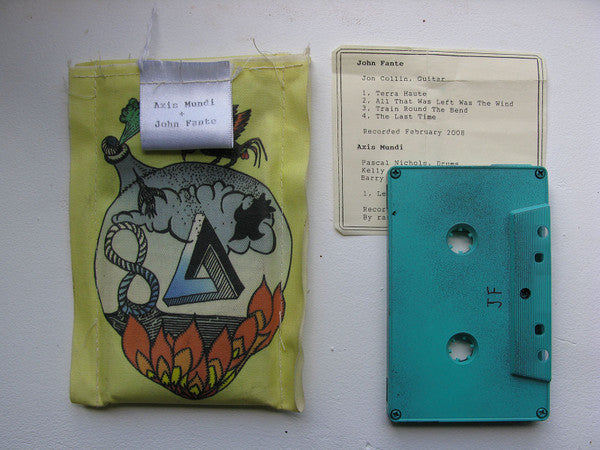 Axis Mundi
+
John Fante
John Fante
Jon Collin. Guitar
1. Terra Haute
2. All That Was Left Was The Wind
3. Train Round The Bend
4. The Last Time
Recorded February 2008
Axis Mundi
Pascal Nichols. Drums
Kelly
Barry
1.
By
JF